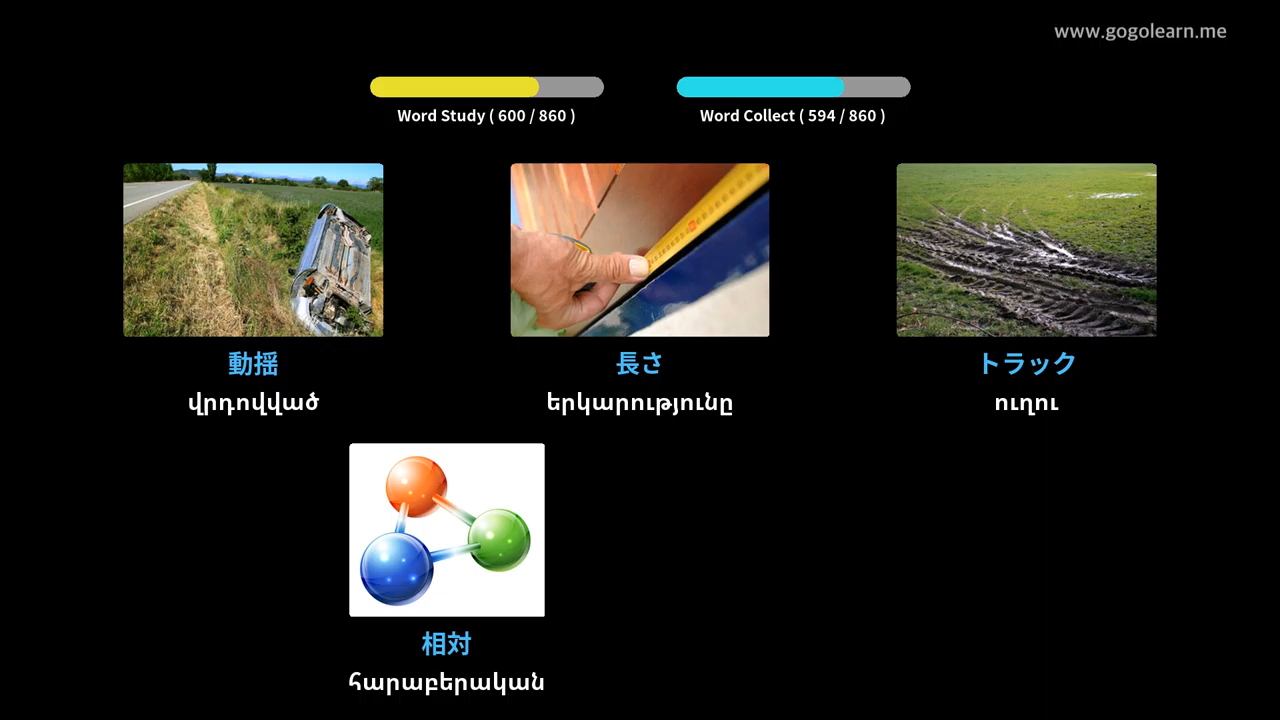 www.gogolearn.me
Word Study ( 600 / 860 )
Word Collect ( 594 / 860 )
動揺
վրդովված
長さ
երկարությունը
トラック
ուղու
相対
հարաբերական